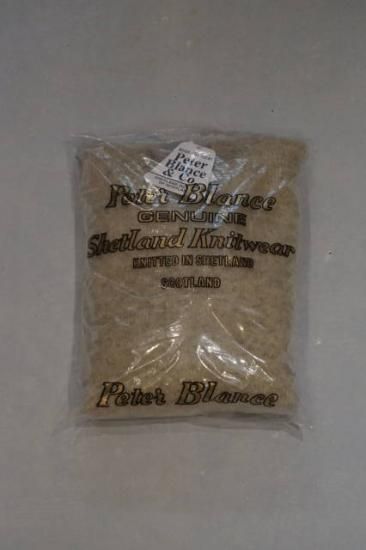 Peter
Blance
& Co.
Peter Blance
GENUINE
Shetland Knitwear
KNITTED IN SHETLAND
SCOTLAND
Peter Blance